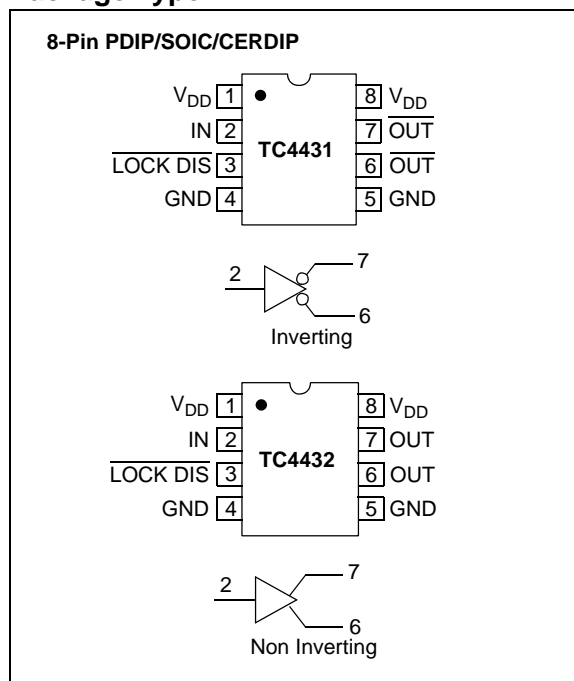 8-Pin PDIP/SOIC/CERDIP
VDD 1 8 VDD
IN 2 7 OUT
TC4431
LOCK DIS 3 6 OUT
GND 4 5 GND
2 7
6
Inverting
VDD 1 8 VDD
IN 2 7 OUT
TC4432
LOCK DIS 3 6 OUT
GND 4 5 GND
2 7
6
Non Inverting